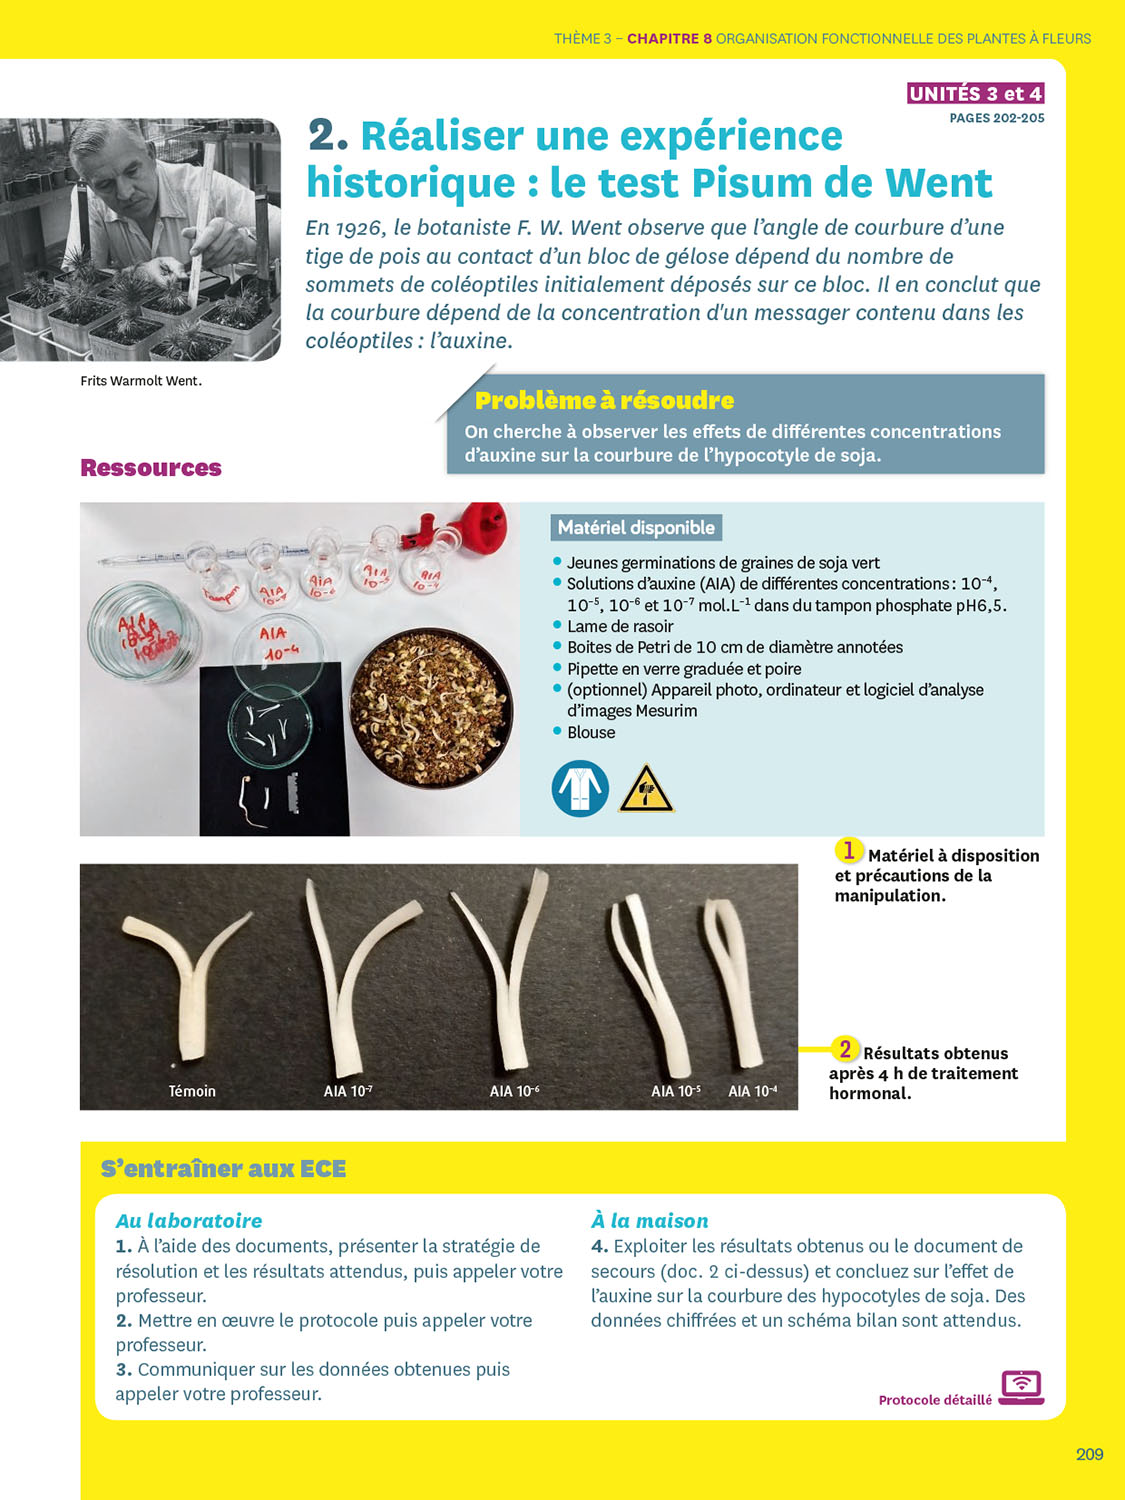 THÈME 3 – CHAPITRE 8 ORGANISATION FONCTIONNELLE DES PLANTES À FLEURS
UNITÉS 3 et 4
PAGES 202-205
2. Réaliser une expérience
historique : le test Pisum de Went
En 1926, le botaniste F. W. Went observe que l’angle de courbure d’une
tige de pois au contact d’un bloc de gélose dépend du nombre de
sommets de coléoptiles initialement déposés sur ce bloc. Il en conclut que
la courbure dépend de la concentration d'un messager contenu dans les
coléoptiles : l’auxine.
Frits Warmolt Went.
Problème à résoudre
On cherche à observer les effets de différentes concentrations
d’auxine sur la courbure de l’hypocotyle de soja.
Ressources
Tampon
AIA
10⁻⁶
AIA
10⁻⁵
AIA
10⁻⁴
AIA
10⁻⁴
Matériel disponible
• Jeunes germinations de graines de soja vert
• Solutions d’auxine (AIA) de différentes concentrations : 10⁻⁴,
10⁻⁵, 10⁻⁶ et 10⁻⁷ mol.L⁻¹ dans du tampon phosphate pH6,5.
• Lame de rasoir
• Boites de Petri de 10 cm de diamètre annotées
• Pipette en verre graduée et poire
• (optionnel) Appareil photo, ordinateur et logiciel d’analyse
d’images Mesurim
• Blouse
1 Matériel à disposition
et précautions de la
manipulation.
Témoin
AIA 10⁻⁷
AIA 10⁻⁶
AIA 10⁻⁵
AIA 10⁻⁴
2 Résultats obtenus
après 4 h de traitement
hormonal.
S’entraîner aux ECE
Au laboratoire
1. À l’aide des documents, présenter la stratégie de
résolution et les résultats attendus, puis appeler votre
professeur.
2. Mettre en œuvre le protocole puis appeler votre
professeur.
3. Communiquer sur les données obtenues puis
appeler votre professeur.
À la maison
4. Exploiter les résultats obtenus ou le document de
secours (doc. 2 ci-dessus) et concluez sur l’effet de
l’auxine sur la courbure des hypocotyles de soja. Des
données chiffrées et un schéma bilan sont attendus.
Protocole détaillé
209